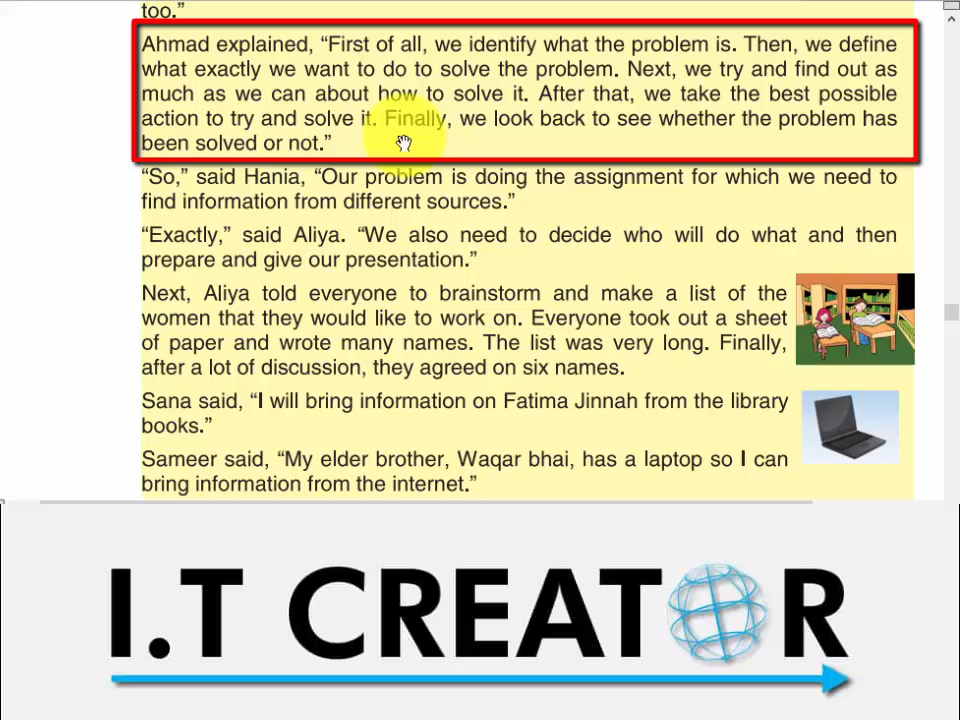 too.”
Ahmad explained, “First of all, we identify what the problem is. Then, we define
what exactly we want to do to solve the problem. Next, we try and find out as
much as we can about how to solve it. After that, we take the best possible
action to try and solve it. Finally, we look back to see whether the problem has
been solved or not.”
“So,” said Hania, “Our problem is doing the assignment for which we need to
find information from different sources.”
“Exactly,” said Aliya. “We also need to decide who will do what and then
prepare and give our presentation.”
Next, Aliya told everyone to brainstorm and make a list of the
women that they would like to work on. Everyone took out a sheet
of paper and wrote many names. The list was very long. Finally,
after a lot of discussion, they agreed on six names.
Sana said, “I will bring information on Fatima Jinnah from the library
books.”
Sameer said, “My elder brother, Waqar bhai, has a laptop so I can
bring information from the internet.”
I.T CREATOR